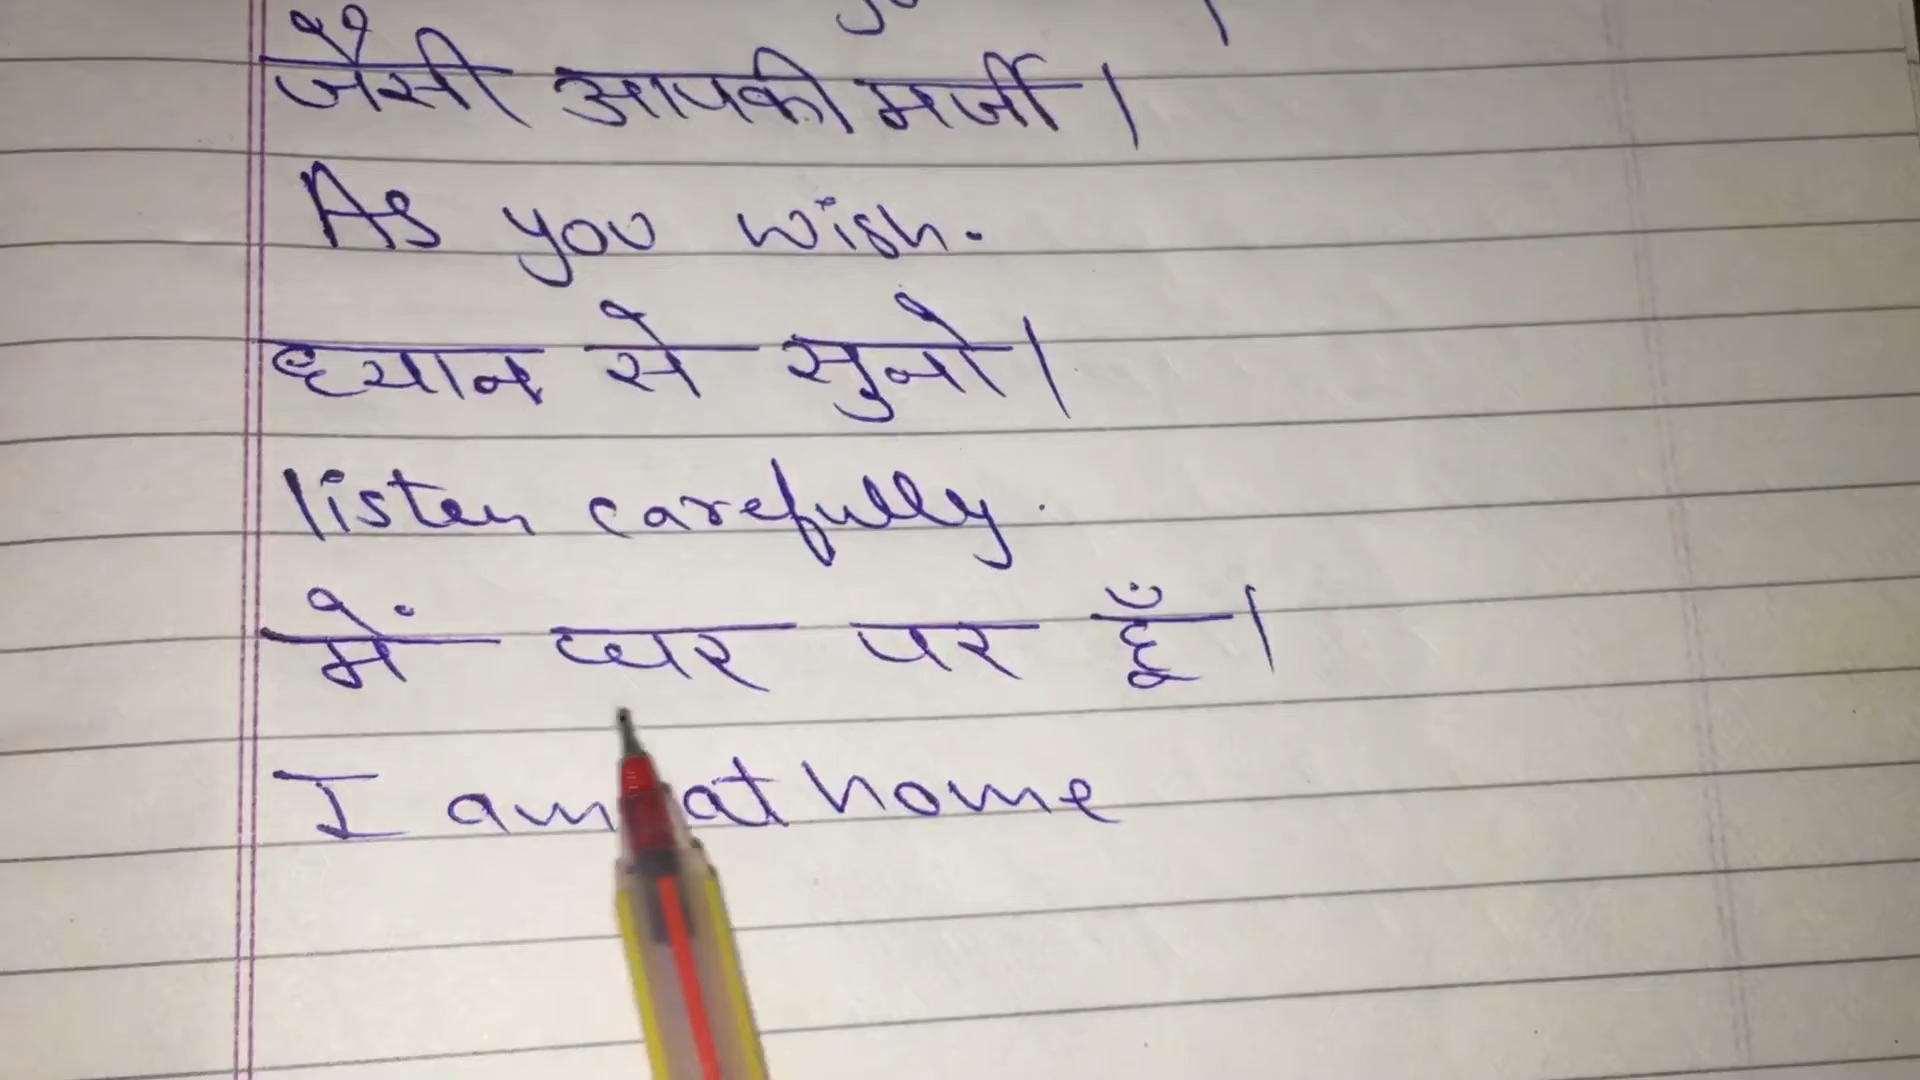 जैसी आपकी मर्जी।
As you wish.
ध्यान से सुनो।
listen carefully.
में घर पर हूँ।
I am at home